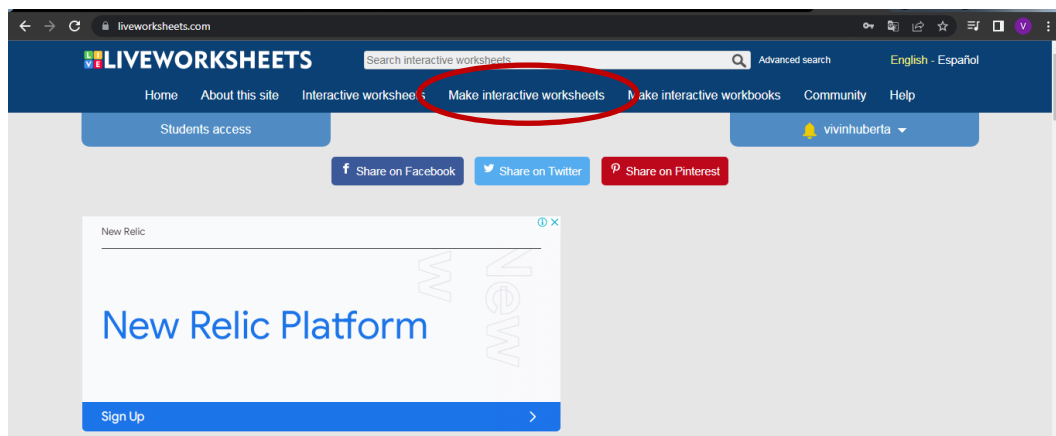 liveworksheets.com
V
LIVEWORKSHEETS
Search interactive worksheets
Advanced search
English - Español
Home About this site Interactive worksheets Make interactive worksheets Make interactive workbooks Community Help
Students access
vivinhuberta
Share on Facebook
Share on Twitter
Share on Pinterest
New Relic
New Relic Platform
New
Sign Up